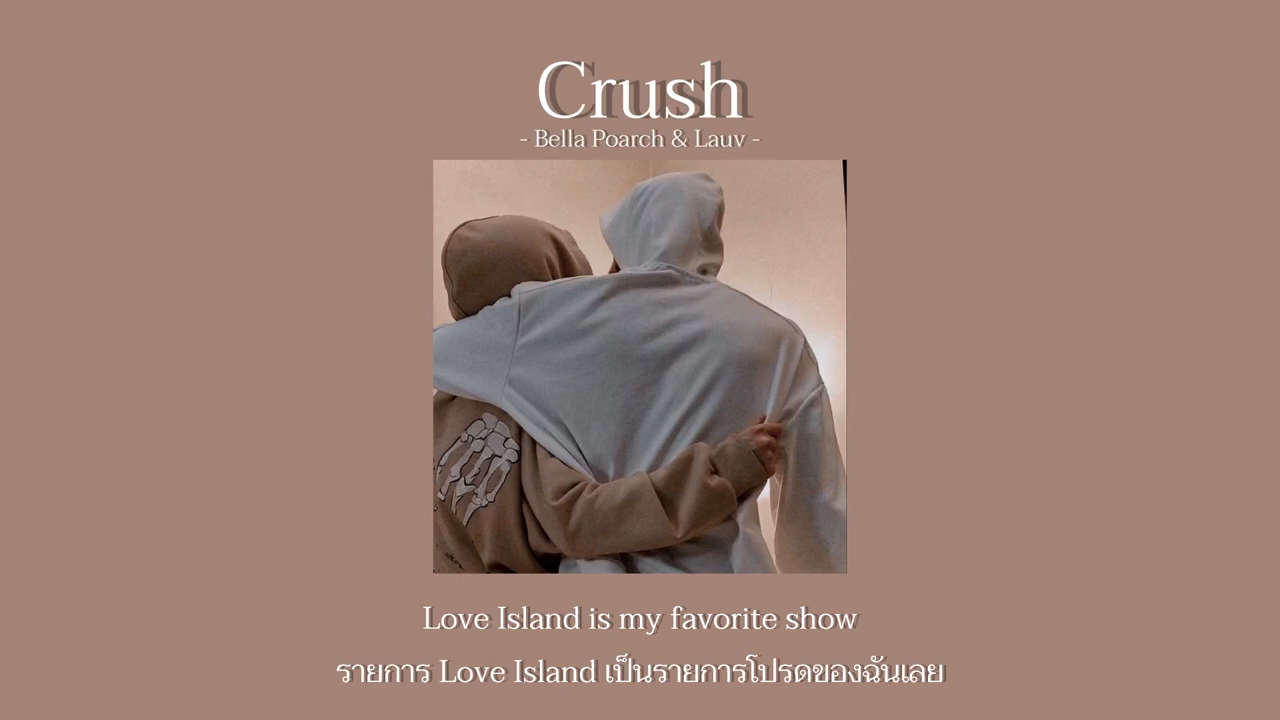 Crush
- Bella Poarch & Lauv -
Love Island is my favorite show
รายการ Love Island เป็นรายการโปรดของฉันเลย